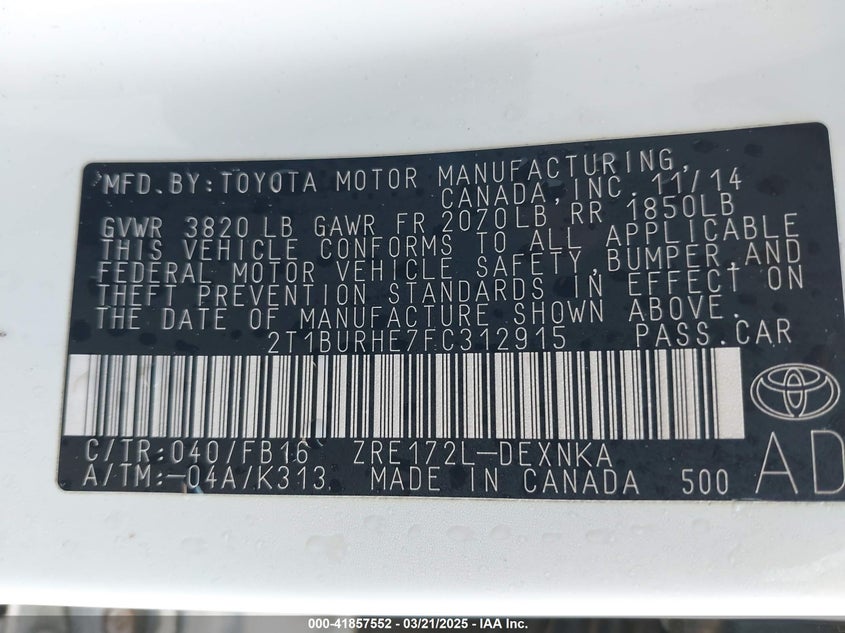 MFD. BY: TOYOTA MOTOR MANUFACTURING,
CANADA, INC. 11/14
GVWR 3820 LB GAWR FR 2070LB RR 1850LB
THIS VEHICLE CONFORMS TO ALL APPLICABLE
FEDERAL MOTOR VEHICLE SAFETY, BUMPER, AND
THEFT PREVENTION STANDARDS IN EFFECT ON
THE DATE OF MANUFACTURE SHOWN ABOVE.
2T1BURHE7FC312915 PASS.CAR
C/TR: 040/FB16 ZRE172L-DEXNKA
A/TM:-04A/K313 MADE IN CANADA 500
AD
000-41857552 - 03/21/2025 - IAA Inc.